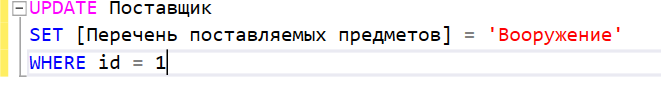 UPDATE Поставщик
SET [Перечень поставляемых предметов] = 'Вооружение'
WHERE id = 1